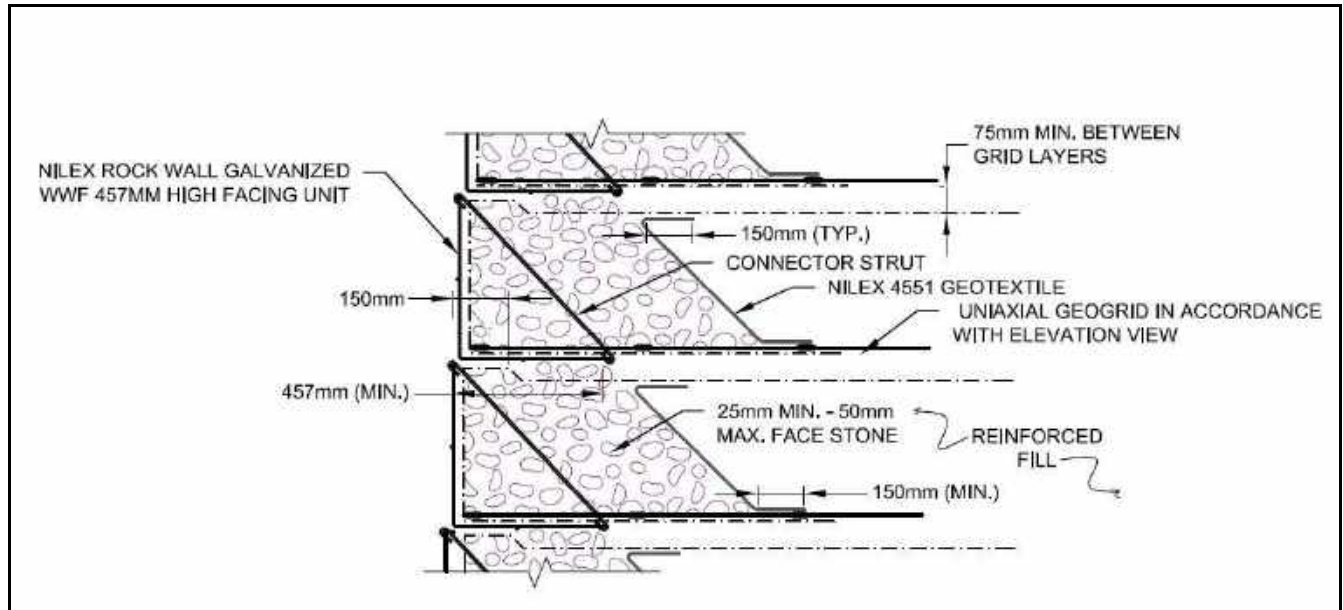 75mm MIN. BETWEEN
GRID LAYERS
NILEX ROCK WALL GALVANIZED
WWF 457MM HIGH FACING UNIT
150mm (TYP.)
CONNECTOR STRUT
NILEX 4551 GEOTEXTILE
150mm
UNIAXIAL GEOGRID IN ACCORDANCE
WITH ELEVATION VIEW
457mm (MIN.)
25mm MIN. - 50mm
MAX. FACE STONE
REINFORCED
FILL
150mm (MIN.)